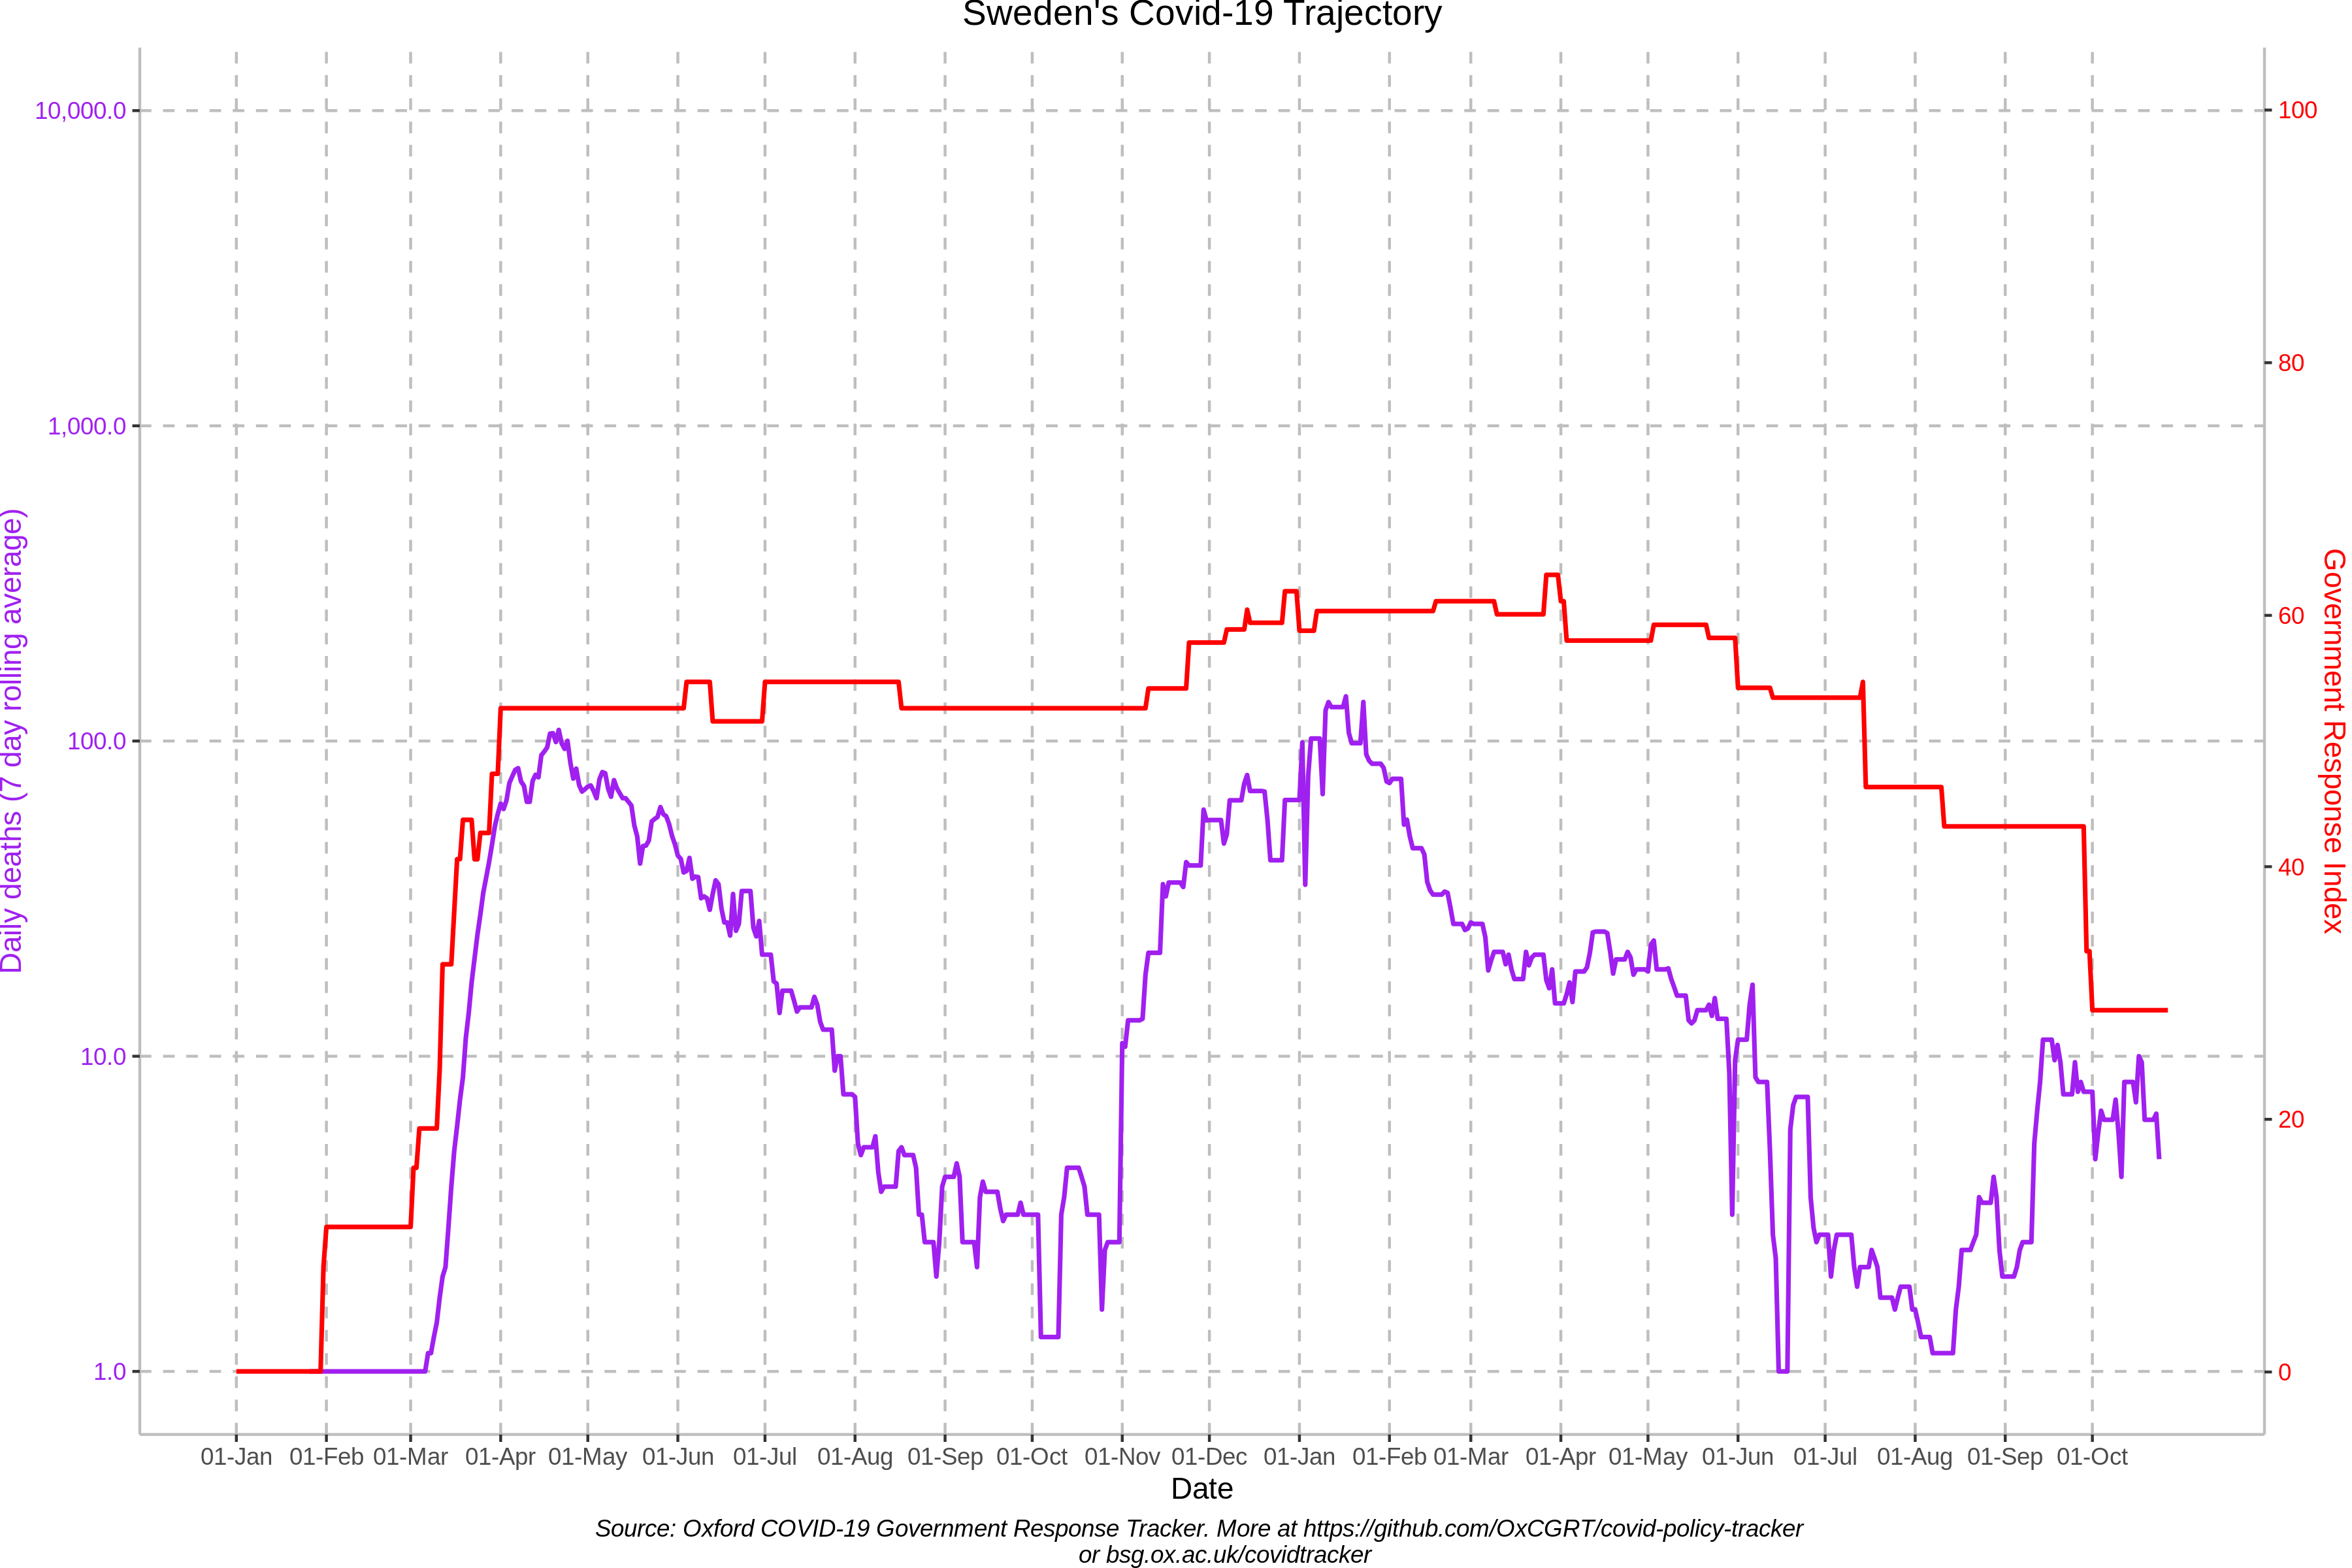 Sweden's Covid-19 Trajectory
10,000.0
1,000.0
100.0
10.0
1.0
Daily deaths (7 day rolling average)
100
80
60
40
20
0
Government Response Index
01-Jan 01-Feb 01-Mar 01-Apr 01-May 01-Jun 01-Jul 01-Aug 01-Sep 01-Oct 01-Nov 01-Dec 01-Jan 01-Feb 01-Mar 01-Apr 01-May 01-Jun 01-Jul 01-Aug 01-Sep 01-Oct
Date
Source: Oxford COVID-19 Government Response Tracker. More at https://github.com/OxCGRT/covid-policy-tracker
or bsg.ox.ac.uk/covidtracker